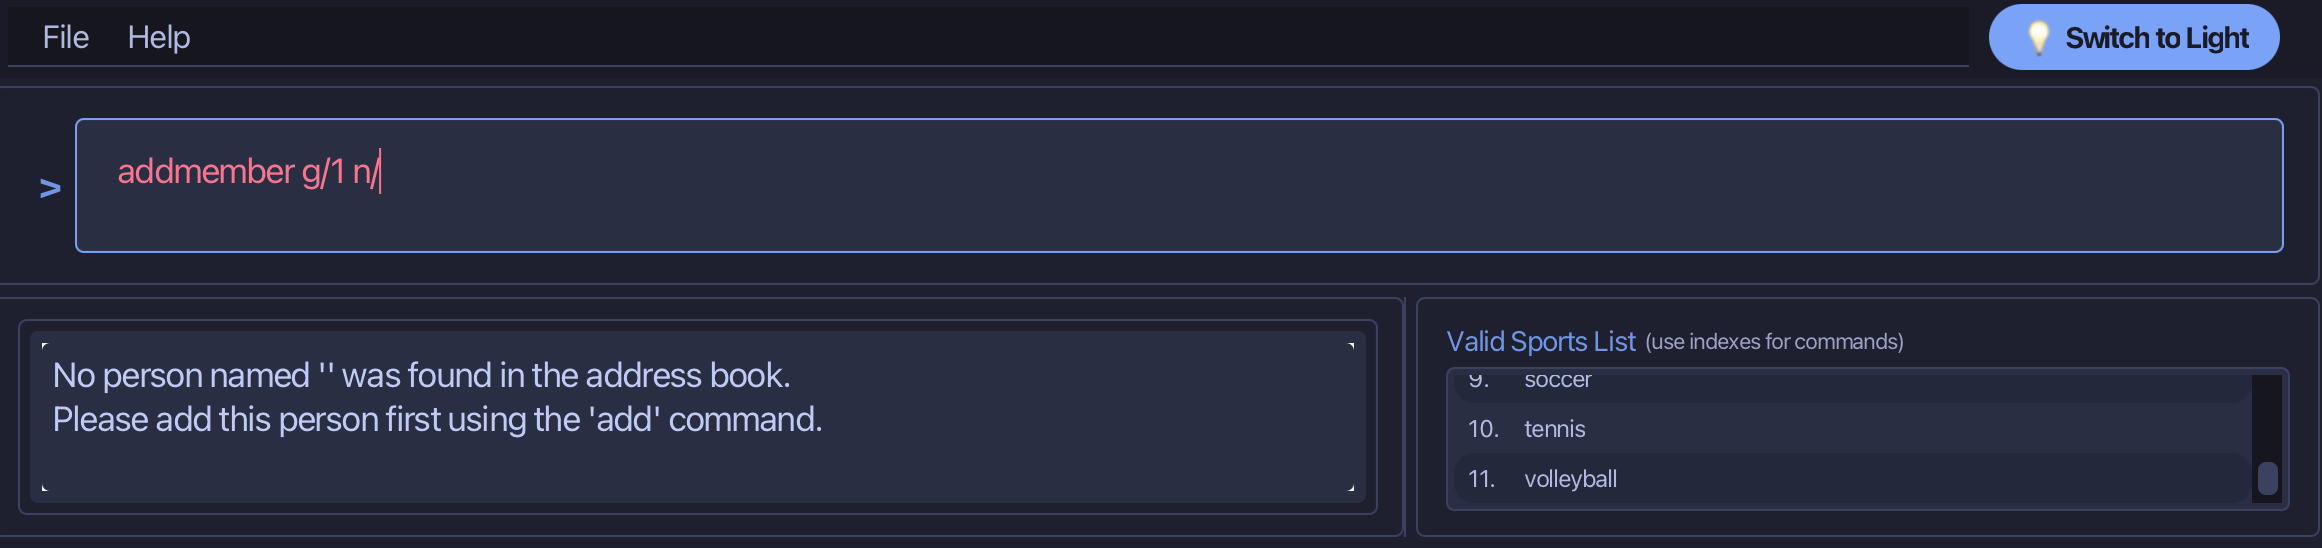 File Help
💡 Switch to Light
> addmember g/1 n/
No person named '' was found in the address book.
Please add this person first using the 'add' command.
Valid Sports List (use indexes for commands)
9. soccer
10. tennis
11. volleyball